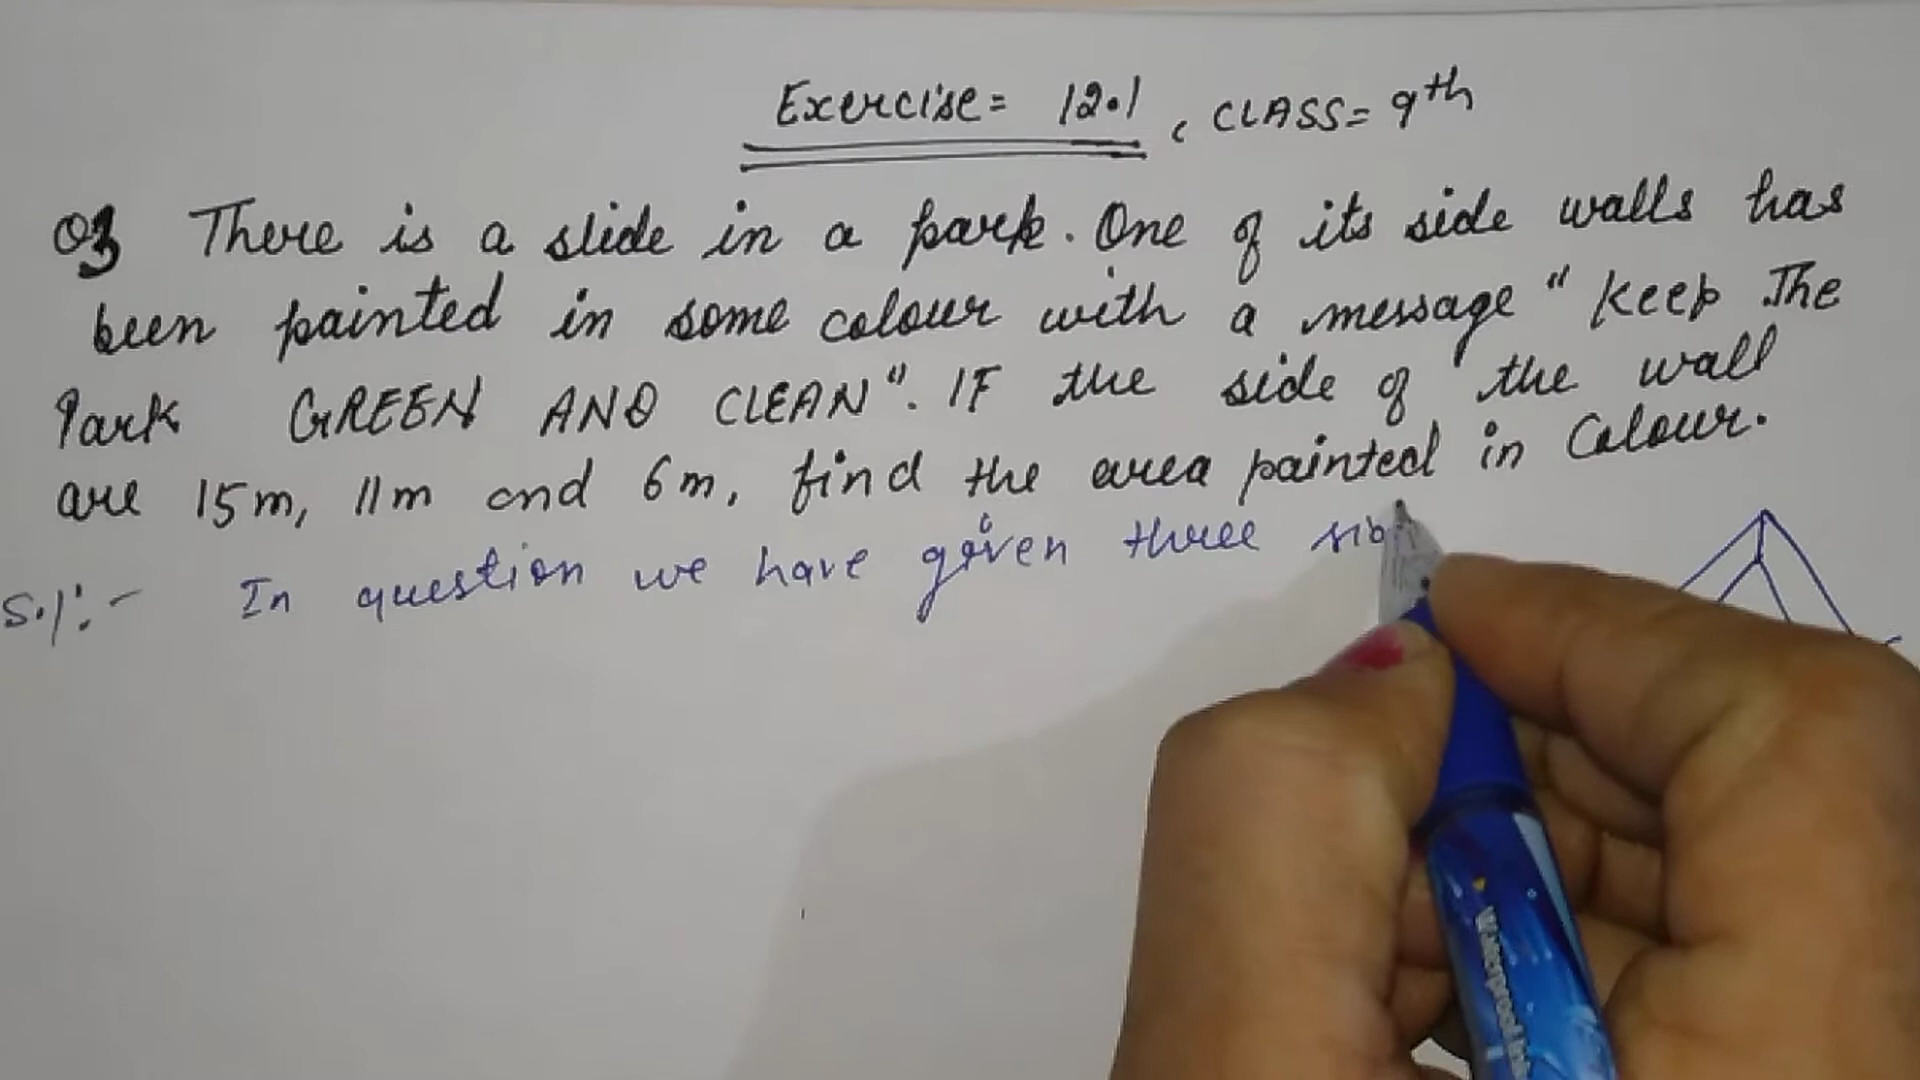 Exercise = 12.1, CLASS = 9th
Q3 There is a slide in a park. One of its side walls has
been painted in some colour with a message "Keep The
Park GREEN AND CLEAN". IF the side of the wall
are 15m, 11m and 6m, find the area painted in Colour.
Sol:- In question we have given three
Waterproof Ink